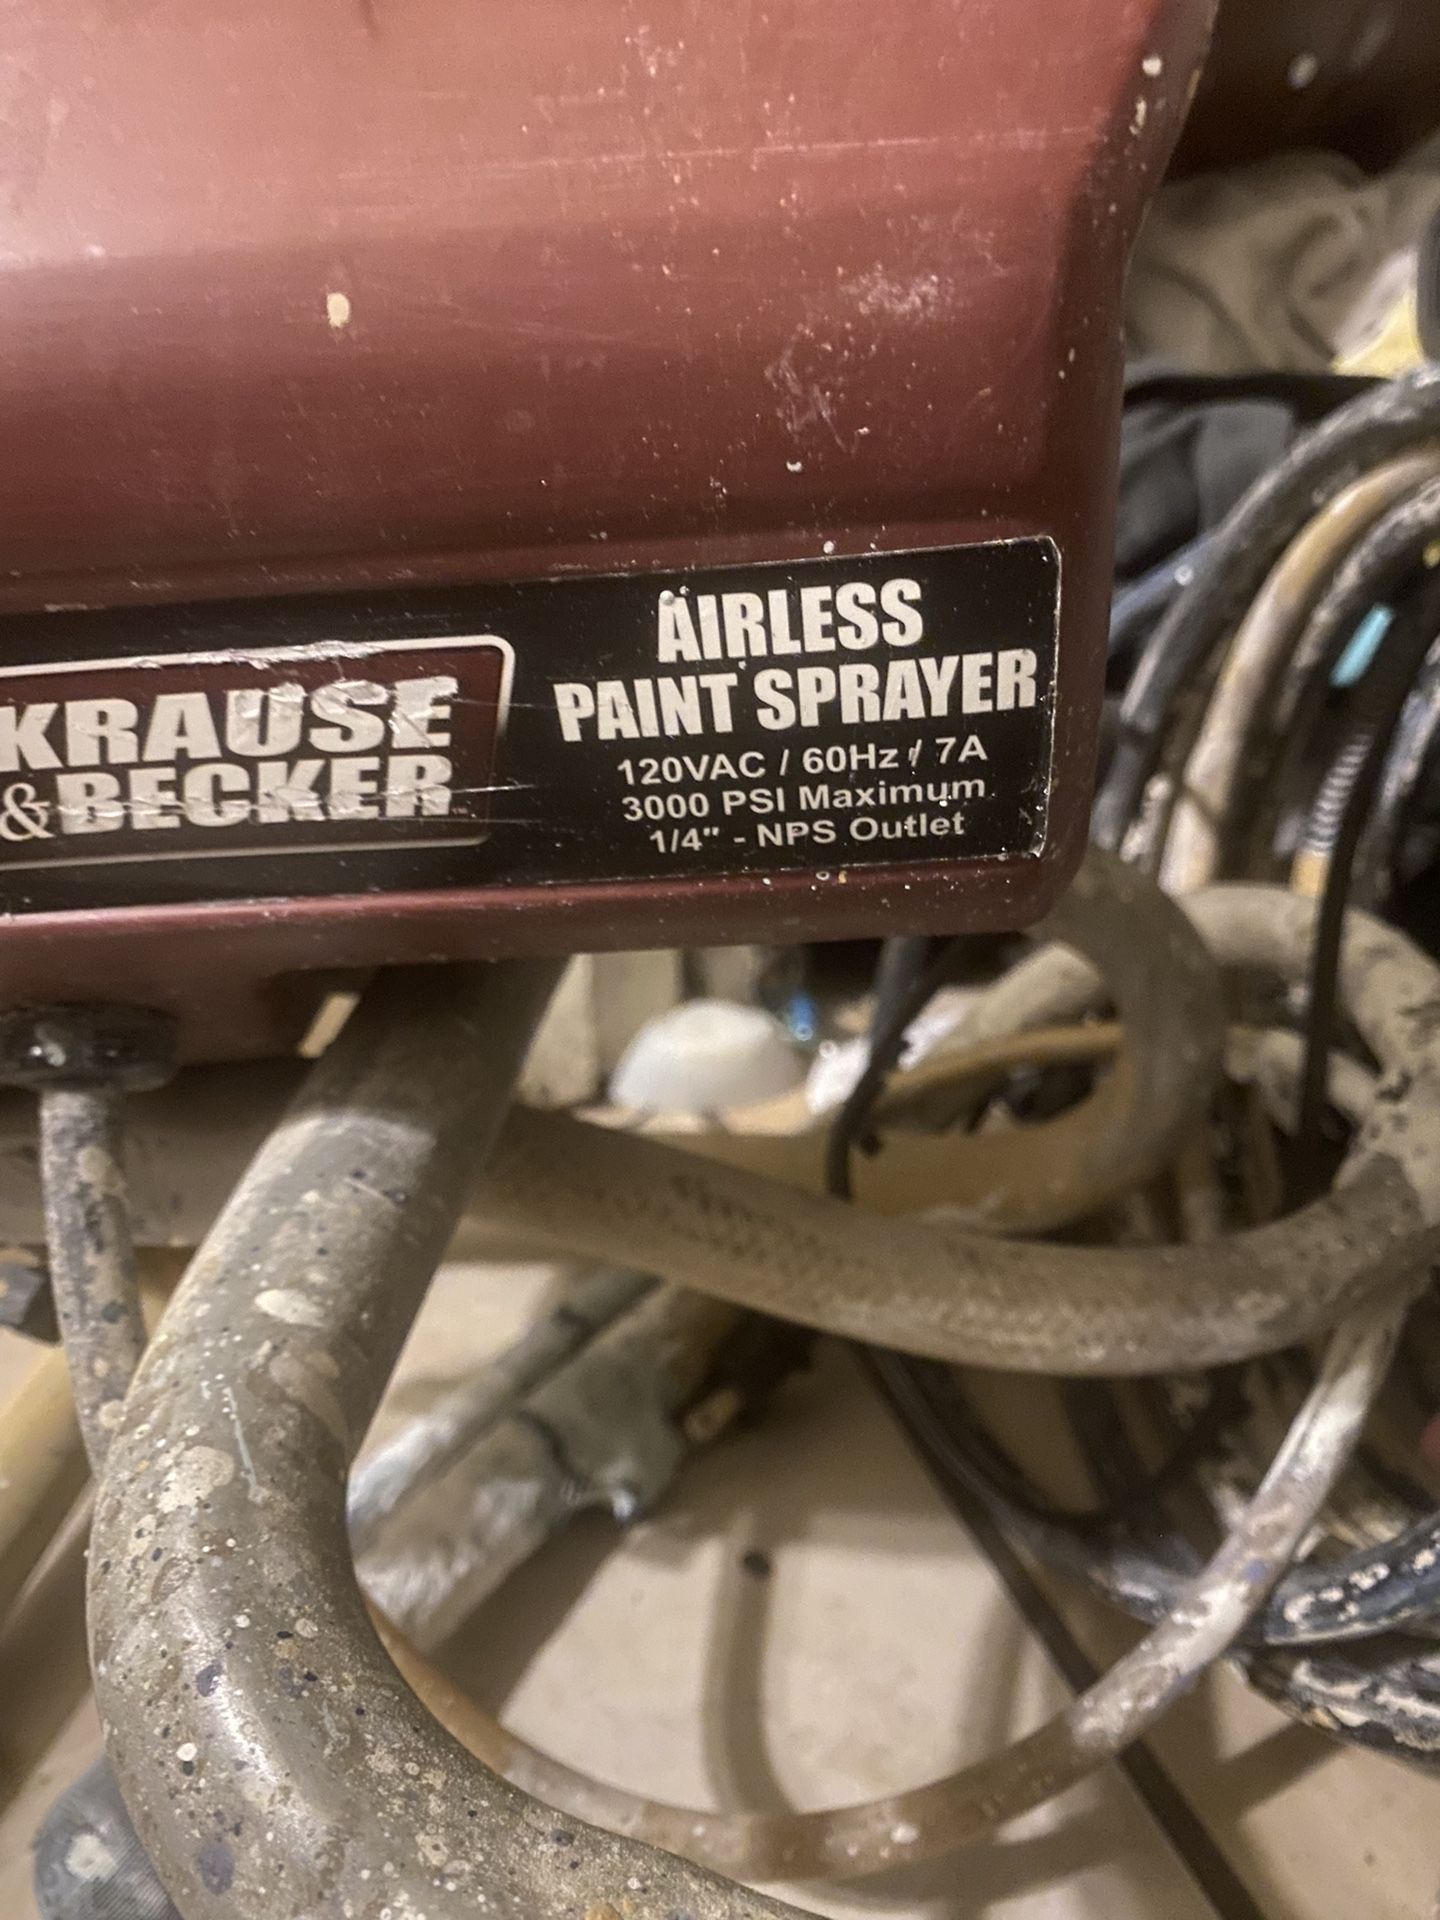 KRAUSE
&BECKER
AIRLESS
PAINT SPRAYER
120VAC / 60Hz / 7A
3000 PSI Maximum
1/4" - NPS Outlet